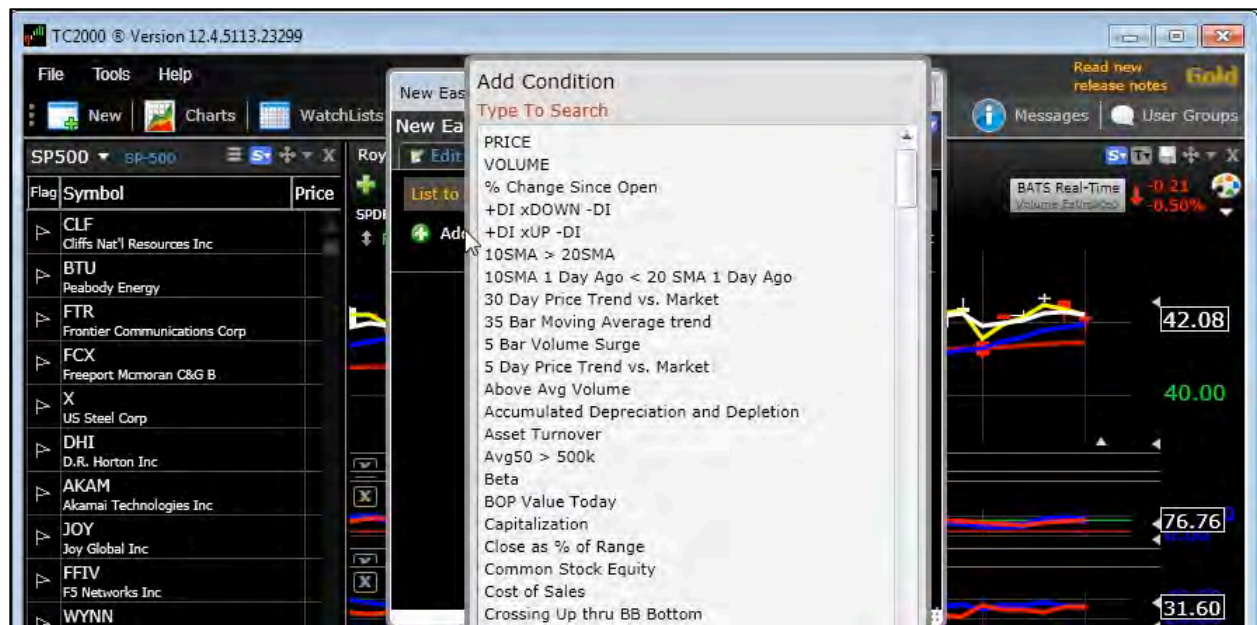 TC2000 ® Version 12.4.5113.23299
File Tools Help
Read new
release notes
Gold
New Charts WatchLists
Messages User Groups
SP500 SP-500
Flag Symbol Price
CLF
Cliffs Nat'l Resources Inc
BTU
Peabody Energy
FTR
Frontier Communications Corp
FCX
Freeport Mcmoran C&G B
X
US Steel Corp
DHI
D.R. Horton Inc
AKAM
Akamai Technologies Inc
JOY
Joy Global Inc
FFIV
F5 Networks Inc
WYNN
Roy
SPDR
New Eas
New Ea
Edit
List to
Add
Add Condition
Type To Search
PRICE
VOLUME
% Change Since Open
+DI xDOWN -DI
+DI xUP -DI
10SMA > 20SMA
10SMA 1 Day Ago < 20 SMA 1 Day Ago
30 Day Price Trend vs. Market
35 Bar Moving Average trend
5 Bar Volume Surge
5 Day Price Trend vs. Market
Above Avg Volume
Accumulated Depreciation and Depletion
Asset Turnover
Avg50 > 500k
Beta
BOP Value Today
Capitalization
Close as % of Range
Common Stock Equity
Cost of Sales
Crossing Up thru BB Bottom
BATS Real-Time
Volume Estimated
-0.21
-0.50%
42.08
40.00
76.76
31.60